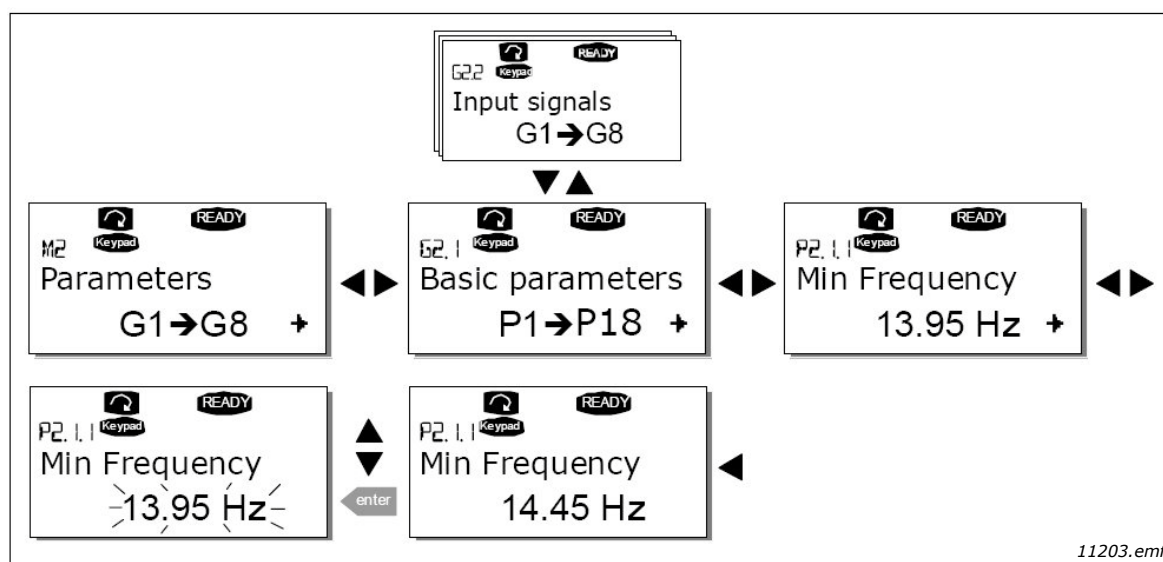 READY
G2.2 Keypad
Input signals
G1➔G8
READY
M2 Keypad
Parameters
G1➔G8
READY
G2.1 Keypad
Basic parameters
P1➔P18
READY
P2.1.1 Keypad
Min Frequency
13.95 Hz
READY
P2.1.1 Keypad
Min Frequency
13.95 Hz
enter
READY
P2.1.1 Keypad
Min Frequency
14.45 Hz
11203.emf